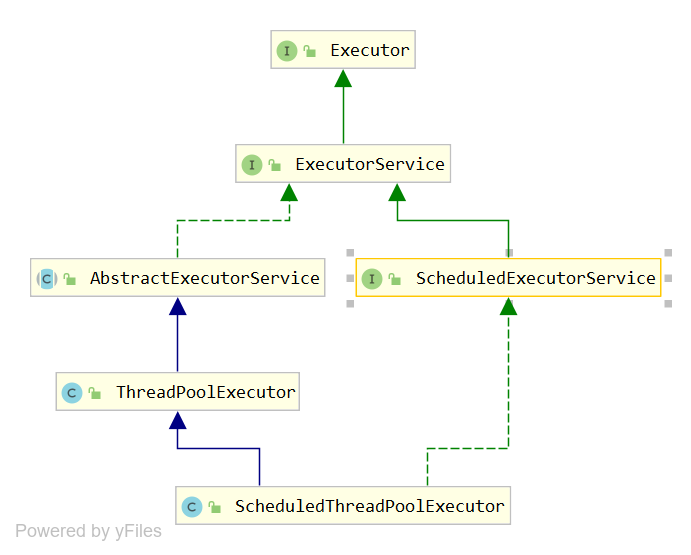 I Executor
I ExecutorService
C AbstractExecutorService
I ScheduledExecutorService
C ThreadPoolExecutor
C ScheduledThreadPoolExecutor
Powered by yFiles